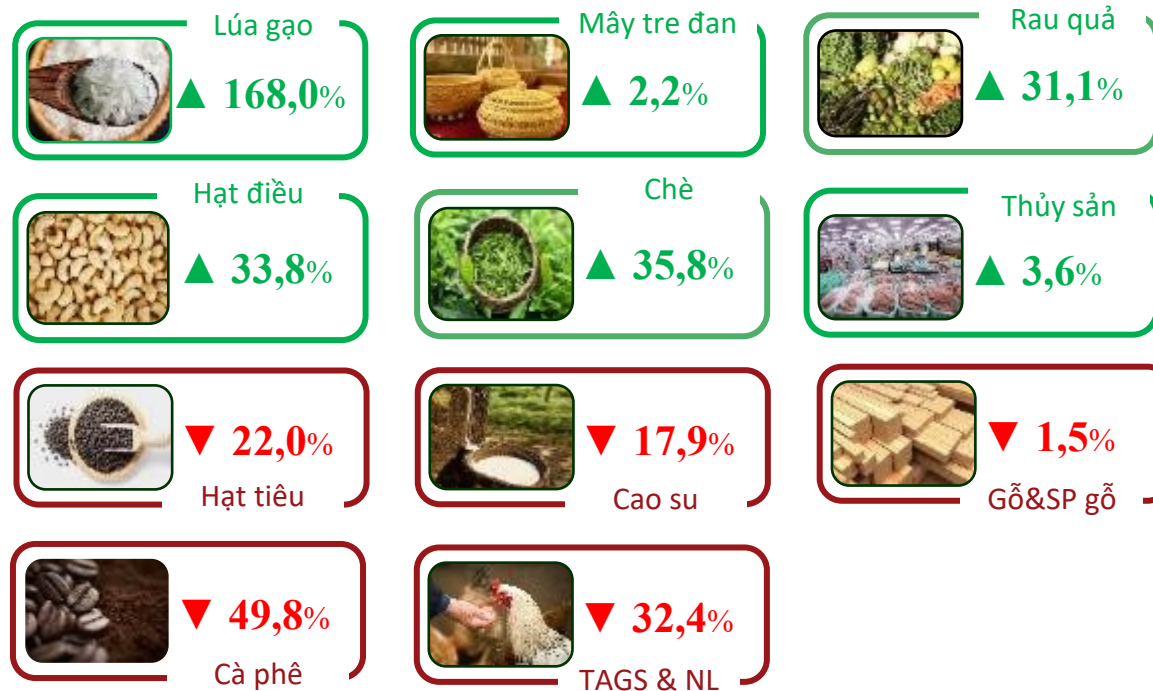 Lúa gạo
▲ 168,0%
Mây tre đan
▲ 2,2%
Rau quả
▲ 31,1%
Hạt điều
▲ 33,8%
Chè
▲ 35,8%
Thủy sản
▲ 3,6%
▼ 22,0%
Hạt tiêu
▼ 17,9%
Cao su
▼ 1,5%
Gỗ&SP gỗ
▼ 49,8%
Cà phê
▼ 32,4%
TAGS & NL